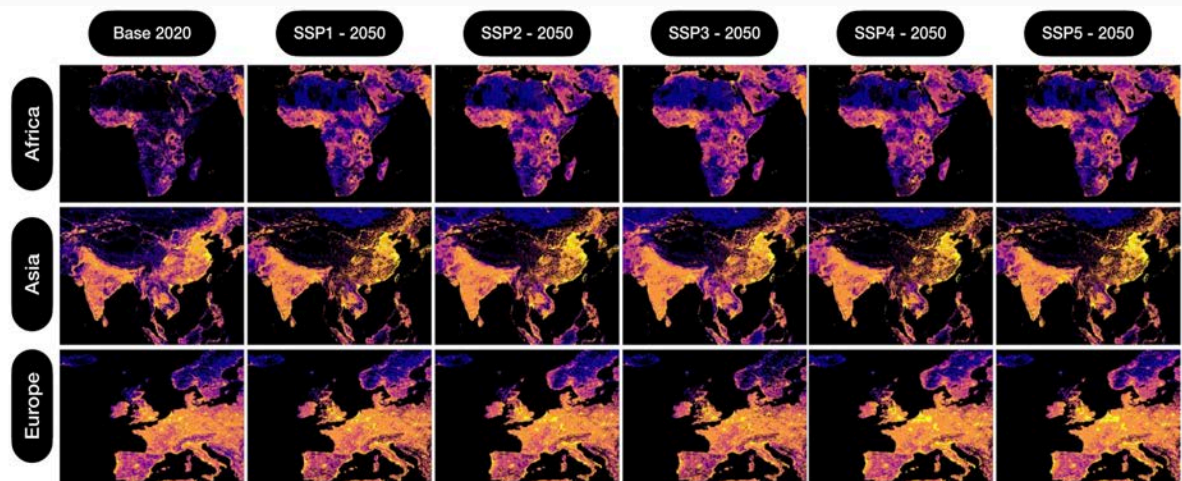 Base 2020
SSP1 - 2050
SSP2 - 2050
SSP3 - 2050
SSP4 - 2050
SSP5 - 2050
Africa
Asia
Europe